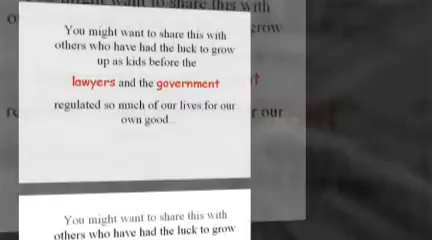 You might want to share this with
others who have had the luck to grow
up as kids before the
lawyers and the government
regulated so much of our lives for our
own good
You might want to share this with
others who have had the luck to grow